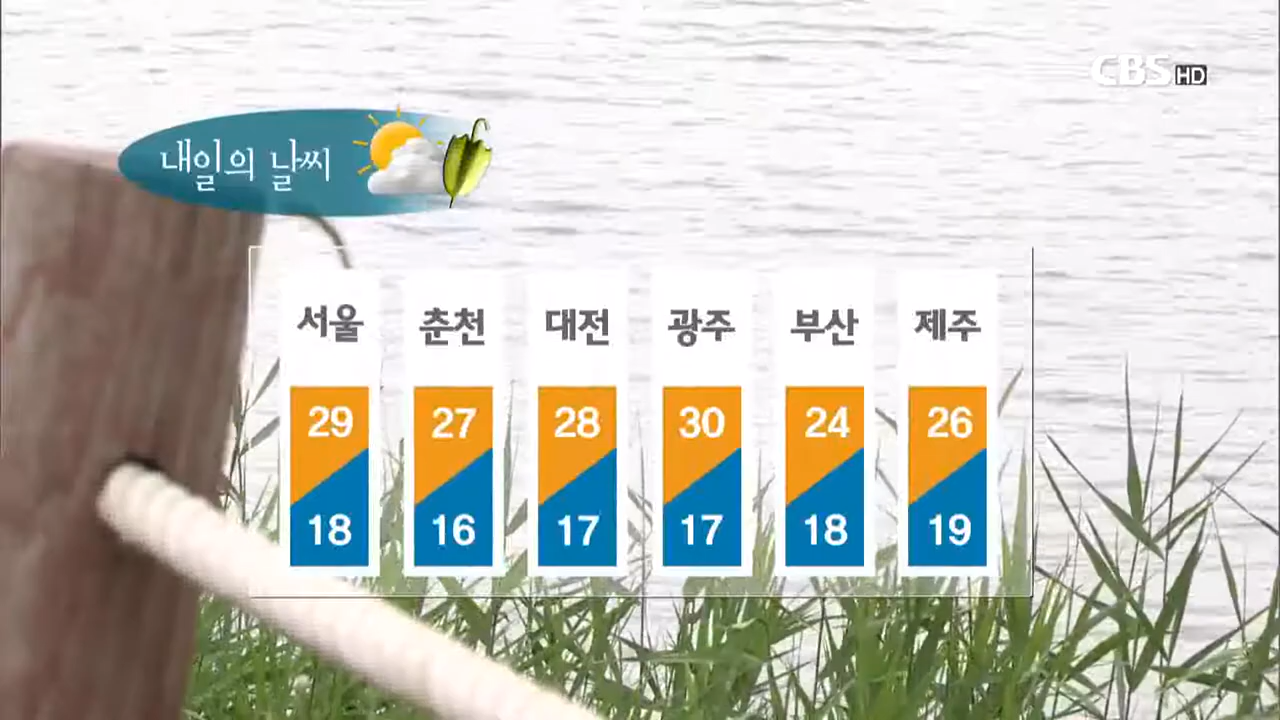 CBS HD
내일의 날씨
서울 춘천 대전 광주 부산 제주
29 27 28 30 24 26
18 16 17 17 18 19